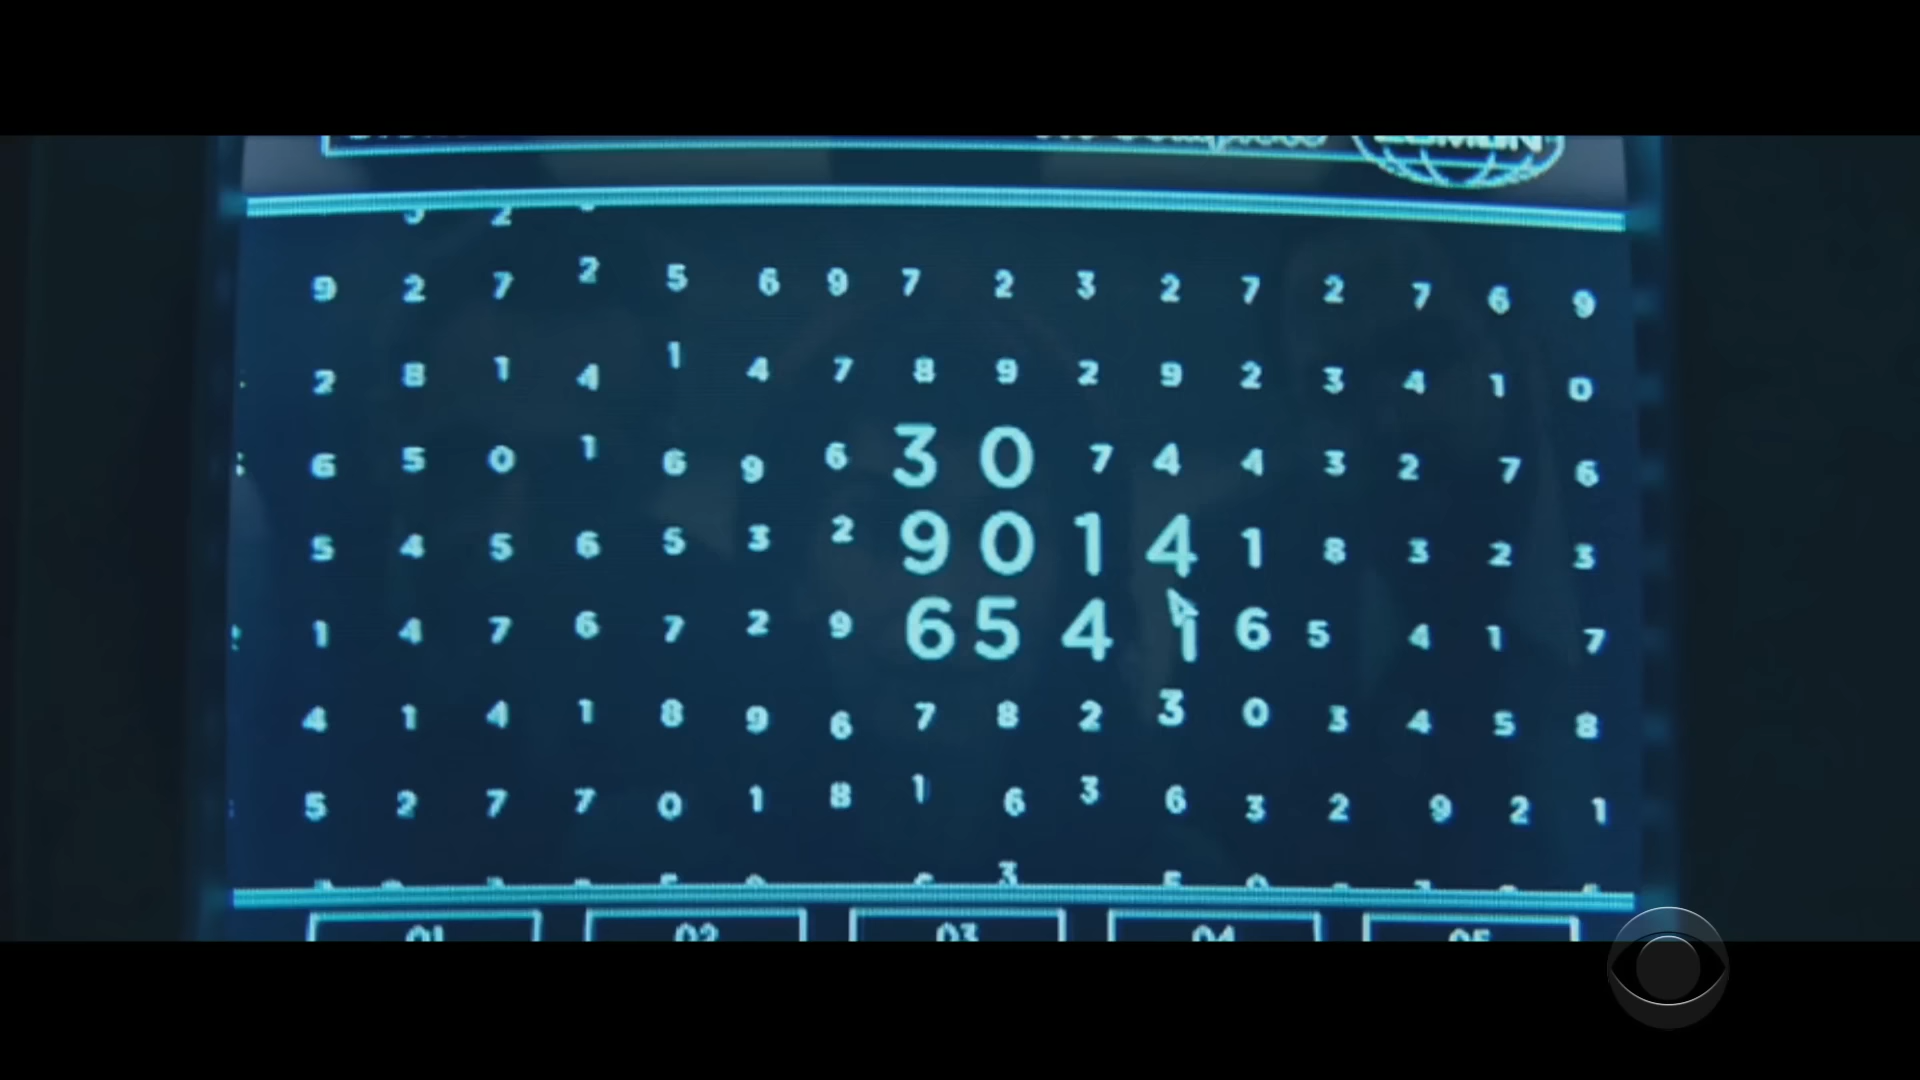 9 2 7 2 5 6 9 7 2 3 2 7 2 7 6 9
2 8 1 4 1 4 7 8 9 2 9 2 3 4 1 0
6 5 0 1 6 9 6 3 0 7 4 4 3 2 7 6
5 4 5 6 5 3 2 9 0 1 4 1 8 3 2 3
1 4 7 6 7 2 9 6 5 4 1 6 5 4 1 7
4 1 4 1 8 9 6 7 8 2 3 0 3 4 5 8
5 2 7 7 0 1 8 1 6 3 6 3 2 9 2 1
01 02 03 04 05